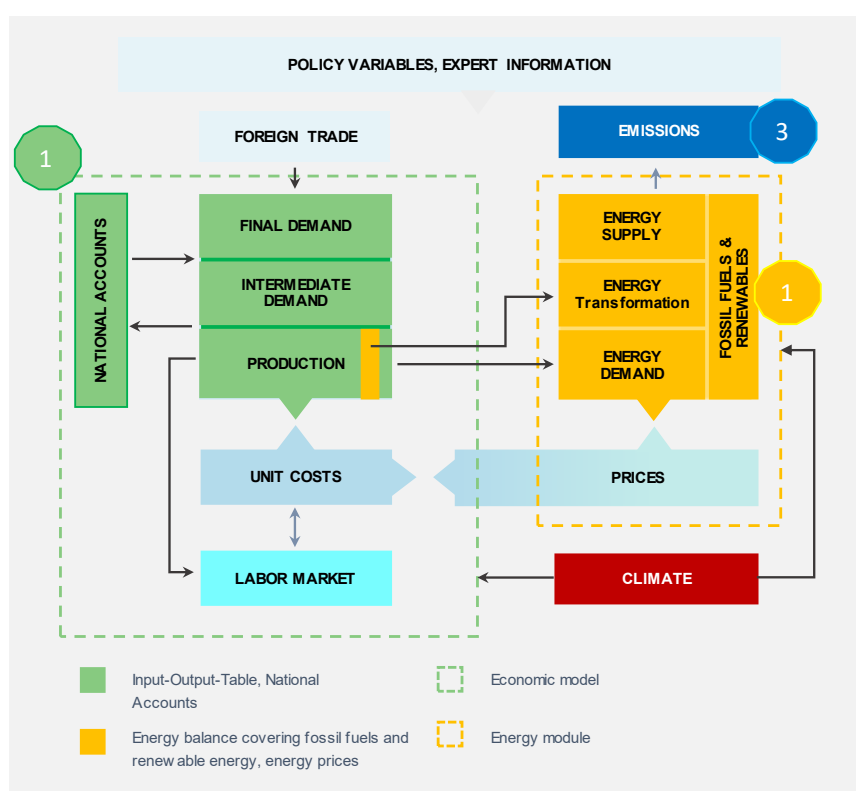 POLICY VARIABLES, EXPERT INFORMATION
EMISSIONS
3
1
FOREIGN TRADE
NATIONAL ACCOUNTS
FINAL DEMAND
INTERMEDIATE
DEMAND
PRODUCTION
ENERGY
SUPPLY
ENERGY
Transformation
ENERGY
DEMAND
FOSSIL FUELS &
RENEWABLES
1
UNIT COSTS
PRICES
LABOR MARKET
CLIMATE
Input-Output-Table, National
Accounts
Economic model
Energy balance covering fossil fuels and
renewable energy, energy prices
Energy module